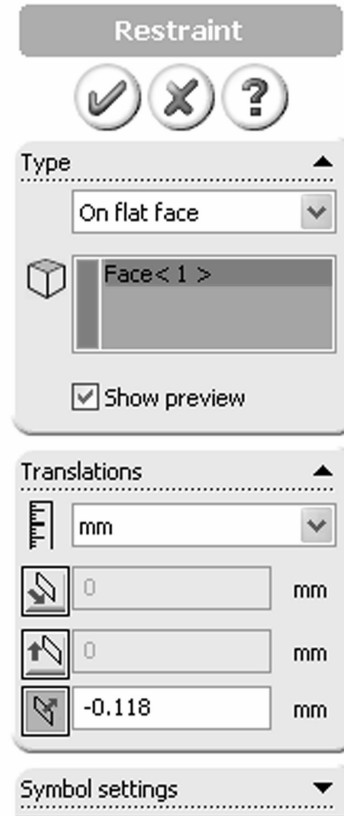 Restraint
?
Type
On flat face
Face< 1 >
Show preview
Translations
mm
0 mm
0 mm
-0.118 mm
Symbol settings